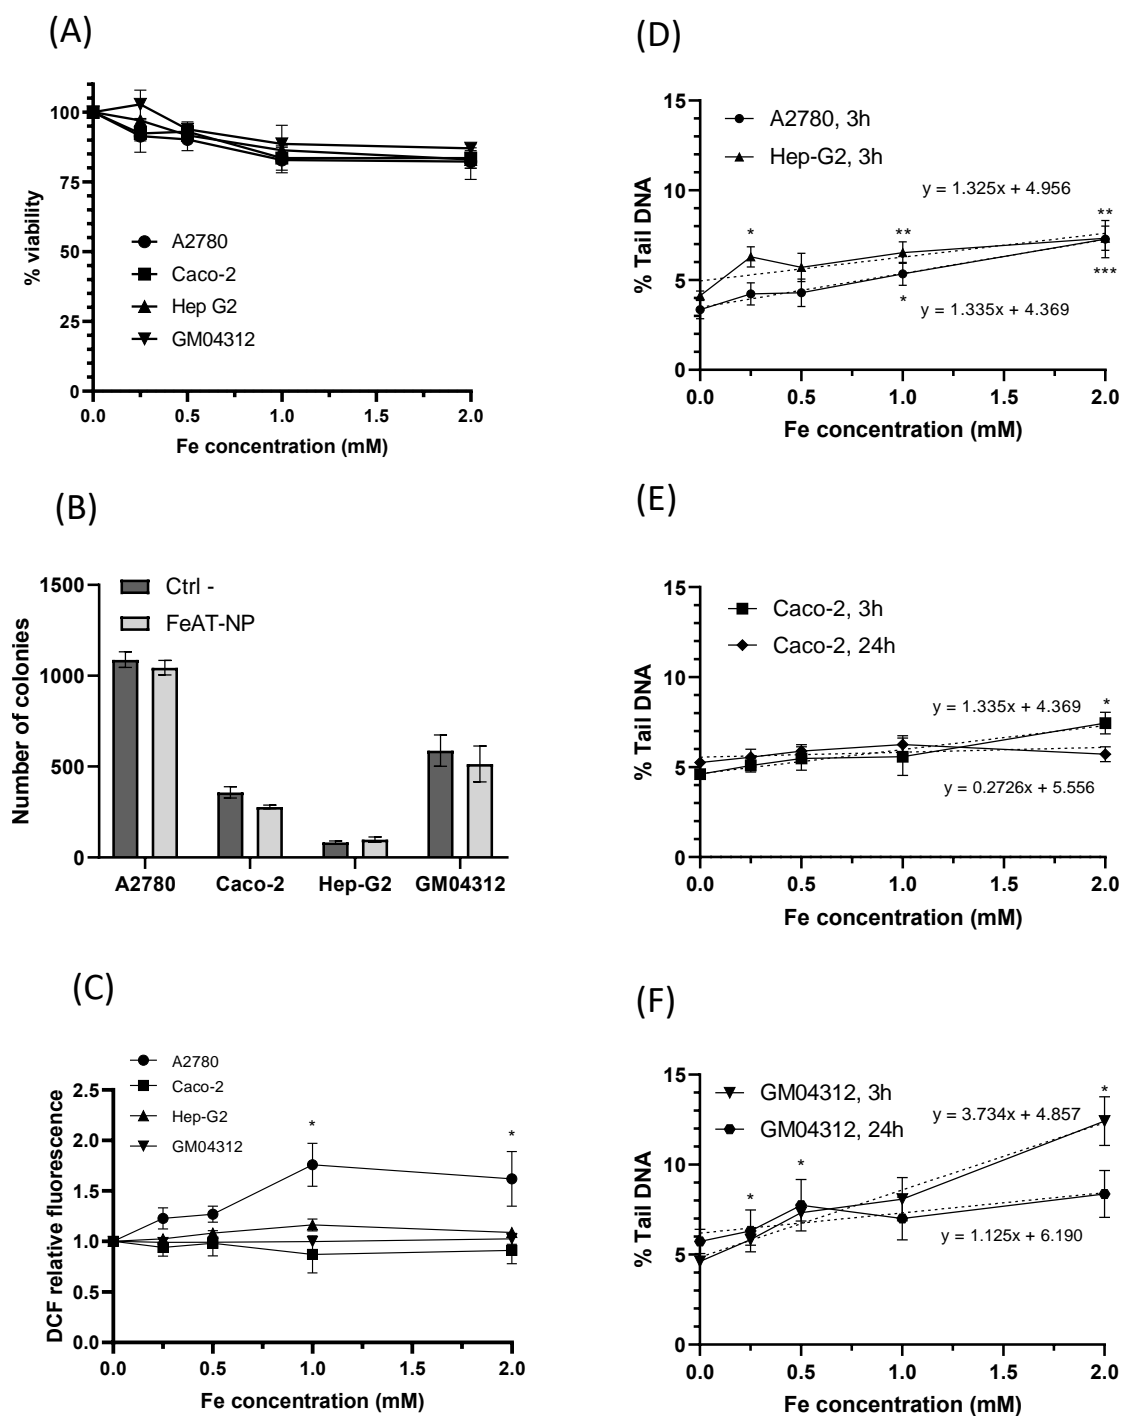 (A)
% viability
100
75
50
25
0
A2780
Caco-2
Hep G2
GM04312
0.0 0.5 1.0 1.5 2.0
Fe concentration (mM)
(B)
Number of colonies
1500
1000
500
0
Ctrl -
FeAT-NP
A2780 Caco-2 Hep-G2 GM04312
(C)
DCF relative fluorescence
A2780
Caco-2
Hep-G2
GM04312
2.5
2.0
1.5
1.0
0.5
0.0
* *
0.0 0.5 1.0 1.5 2.0
Fe concentration (mM)
(D)
% Tail DNA
15
10
5
0
A2780, 3h
Hep-G2, 3h
y = 1.325x + 4.956
* ** **
***
*
y = 1.335x + 4.369
0.0 0.5 1.0 1.5 2.0
Fe concentration (mM)
(E)
% Tail DNA
15
10
5
0
Caco-2, 3h
Caco-2, 24h
y = 1.335x + 4.369
*
y = 0.2726x + 5.556
0.0 0.5 1.0 1.5 2.0
Fe concentration (mM)
(F)
% Tail DNA
15
10
5
0
GM04312, 3h
GM04312, 24h
y = 3.734x + 4.857
* * *
y = 1.125x + 6.190
0.0 0.5 1.0 1.5 2.0
Fe concentration (mM)